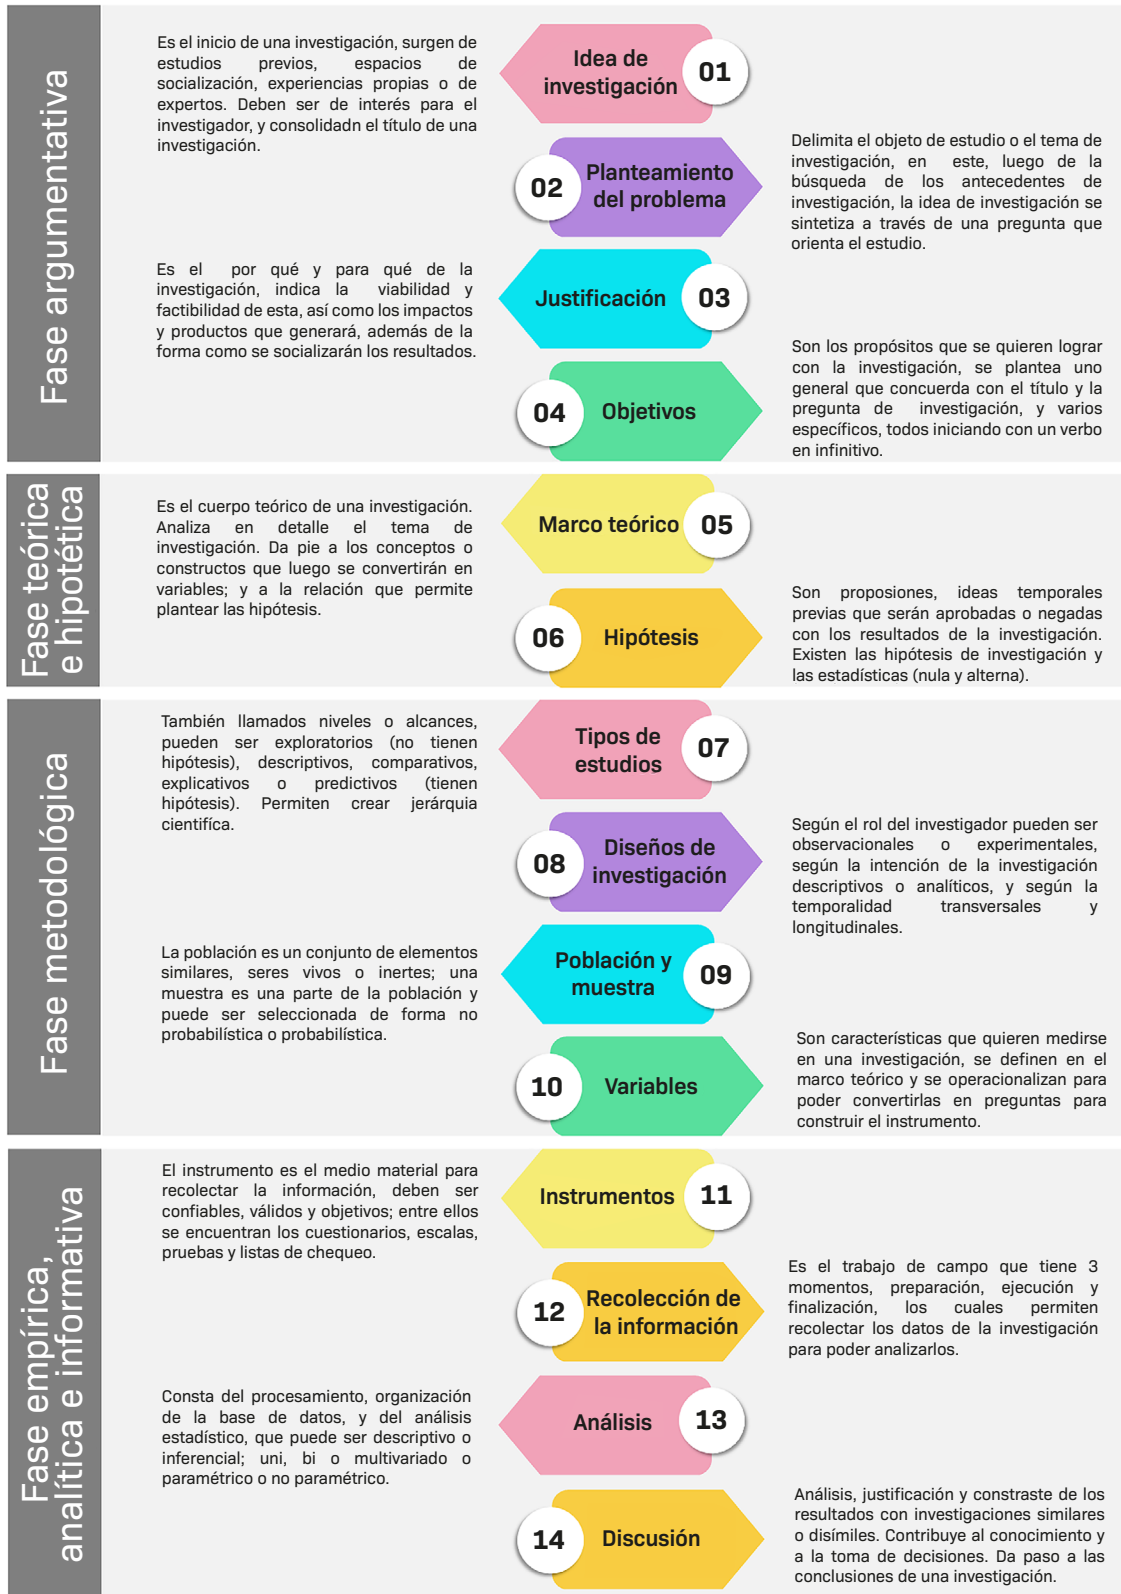 Fase argumentativa
Es el inicio de una investigación, surgen de
estudios previos, espacios de
socialización, experiencias propias o de
expertos. Deben ser de interés para el
investigador, y consolidadn el título de una
investigación.
Idea de
investigación
01
02
Planteamiento
del problema
Delimita el objeto de estudio o el tema de
investigación, en este, luego de la
búsqueda de los antecedentes de
investigación, la idea de investigación se
sintetiza a través de una pregunta que
orienta el estudio.
Es el por qué y para qué de la
investigación, indica la viabilidad y
factibilidad de esta, así como los impactos
y productos que generará, además de la
forma como se socializarán los resultados.
Justificación
03
04
Objetivos
Son los propósitos que se quieren lograr
con la investigación, se plantea uno
general que concuerda con el título y la
pregunta de investigación, y varios
específicos, todos iniciando con un verbo
en infinitivo.
Fase teórica
e hipotética
Es el cuerpo teórico de una investigación.
Analiza en detalle el tema de
investigación. Da pie a los conceptos o
constructos que luego se convertirán en
variables; y a la relación que permite
plantear las hipótesis.
Marco teórico
05
06
Hipótesis
Son proposiones, ideas temporales
previas que serán aprobadas o negadas
con los resultados de la investigación.
Existen las hipótesis de investigación y
las estadísticas (nula y alterna).
Fase metodológica
También llamados niveles o alcances,
pueden ser exploratorios (no tienen
hipótesis), descriptivos, comparativos,
explicativos o predictivos (tienen
hipótesis). Permiten crear jerárquia
cientifíca.
Tipos de
estudios
07
08
Diseños de
investigación
Según el rol del investigador pueden ser
observacionales o experimentales,
según la intención de la investigación
descriptivos o analíticos, y según la
temporalidad transversales y
longitudinales.
La población es un conjunto de elementos
similares, seres vivos o inertes; una
muestra es una parte de la población y
puede ser seleccionada de forma no
probabilística o probabilística.
Población y
muestra
09
10
Variables
Son características que quieren medirse
en una investigación, se definen en el
marco teórico y se operacionalizan para
poder convertirlas en preguntas para
construir el instrumento.
Fase empírica,
analítica e informativa
El instrumento es el medio material para
recolectar la información, deben ser
confiables, válidos y objetivos; entre ellos
se encuentran los cuestionarios, escalas,
pruebas y listas de chequeo.
Instrumentos
11
12
Recolección de
la información
Es el trabajo de campo que tiene 3
momentos, preparación, ejecución y
finalización, los cuales permiten
recolectar los datos de la investigación
para poder analizarlos.
Consta del procesamiento, organización
de la base de datos, y del análisis
estadístico, que puede ser descriptivo o
inferencial; uni, bi o multivariado o
paramétrico o no paramétrico.
Análisis
13
14
Discusión
Análisis, justificación y constraste de los
resultados con investigaciones similares
o disímiles. Contribuye al conocimiento y
a la toma de decisiones. Da paso a las
conclusiones de una investigación.